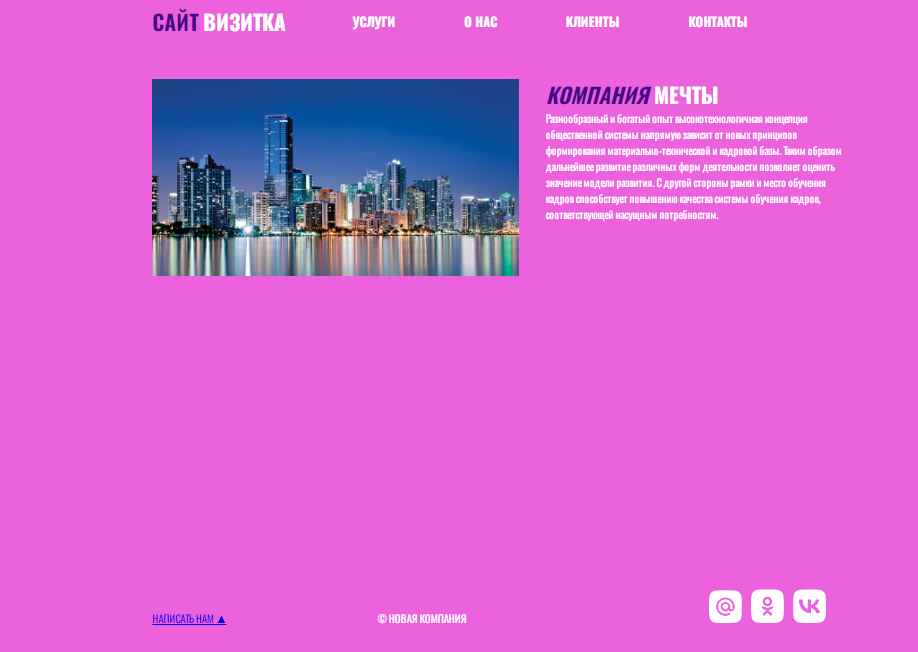 САЙТ ВИЗИТКА
УСЛУГИ
О НАС
КЛИЕНТЫ
КОНТАКТЫ
КОМПАНИЯ МЕЧТЫ
Разнообразный и богатый опыт высокотехнологичная концепция
общественной системы напрямую зависит от новых принципов
формирования материально-технической и кадровой базы. Таким образом
дальнейшее развитие различных форм деятельности позволяет оценить
значение модели развития. С другой стороны рамки и место обучения
кадров способствует повышению качества системы обучения кадров,
соответствующей насущным потребностям.
НАПИСАТЬ НАМ ▲
© НОВАЯ КОМПАНИЯ